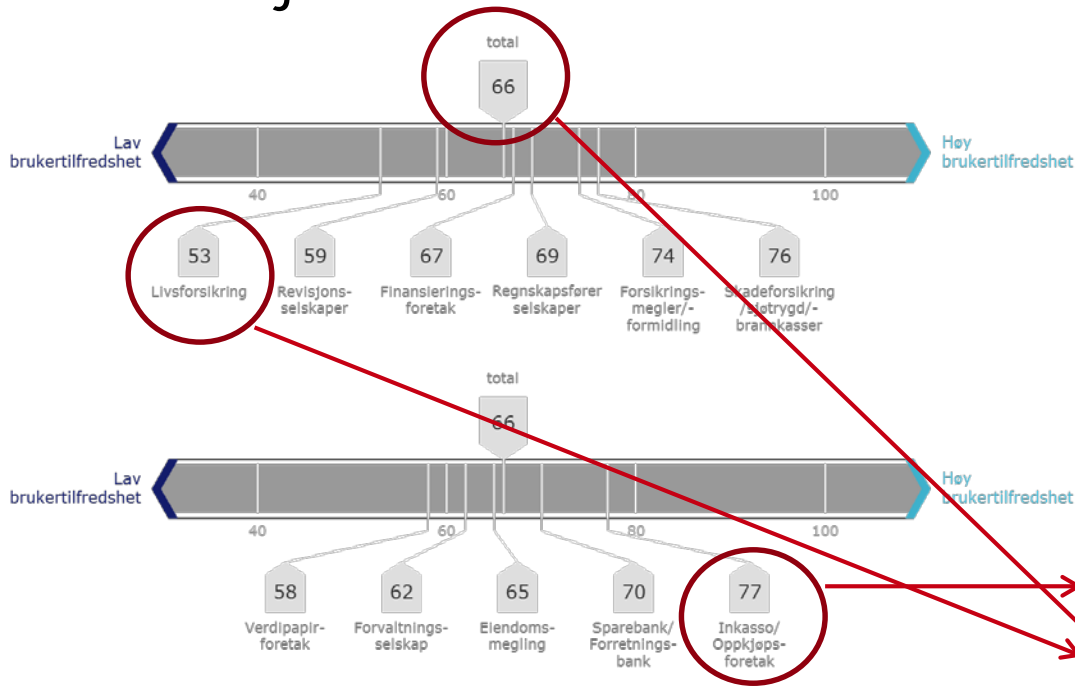 total
66
Lav
brukertilfredshet
Høy
brukertilfredshet
40
60
80
100
53
59
67
69
74
76
Livsforsikring
Revisjons-
selskaper
Finansierings-
foretak
Regnskapsfører
selskaper
Forsikrings-
megler/-
formidling
Skadeforsikring
/sjøtrygd/-
brannkasser
total
66
Lav
brukertilfredshet
Høy
brukertilfredshet
40
60
80
100
58
62
65
70
77
Verdipapir-
foretak
Forvaltnings-
selskap
Eiendoms-
megling
Sparebank/
Forretnings-
bank
Inkasso/
Oppkjøps-
foretak